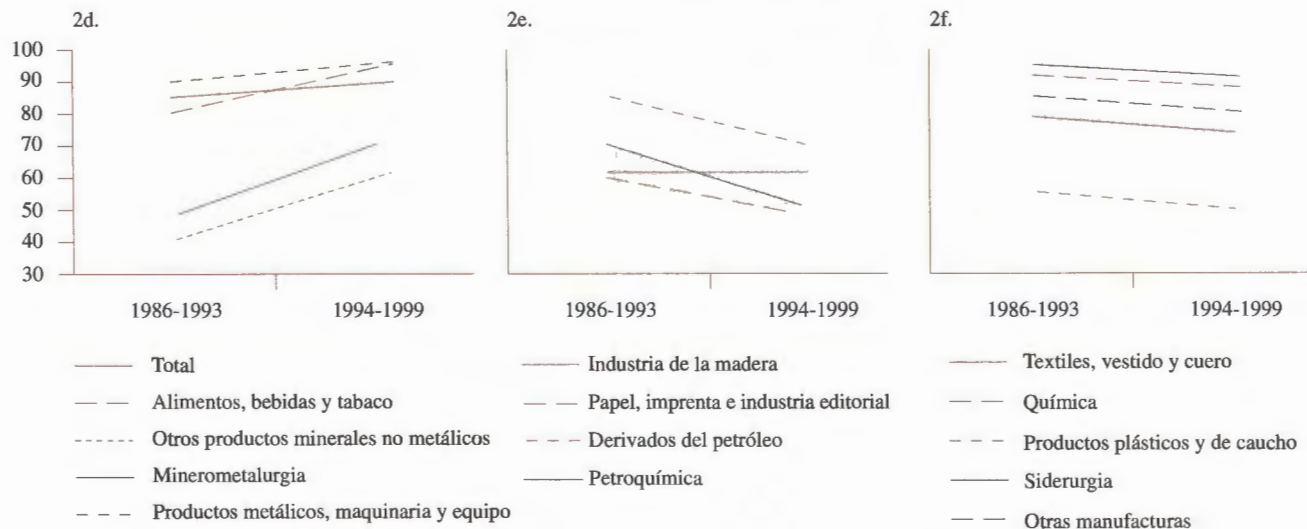 2d.
2e.
2f.
100
90
80
70
60
50
40
30
1986-1993
1994-1999
1986-1993
1994-1999
1986-1993
1994-1999
Total
Alimentos, bebidas y tabaco
Otros productos minerales no metálicos
Minerometalurgia
Productos metálicos, maquinaria y equipo
Industria de la madera
Papel, imprenta e industria editorial
Derivados del petróleo
Petroquímica
Textiles, vestido y cuero
Química
Productos plásticos y de caucho
Siderurgia
Otras manufacturas